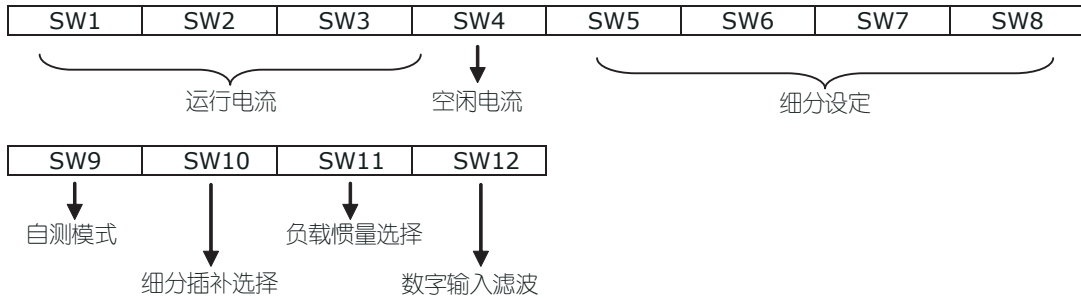 SW1 SW2 SW3 SW4 SW5 SW6 SW7 SW8
运行电流 空闲电流 细分设定
SW9 SW10 SW11 SW12
自测模式 负载惯量选择
细分插补选择 数字输入滤波